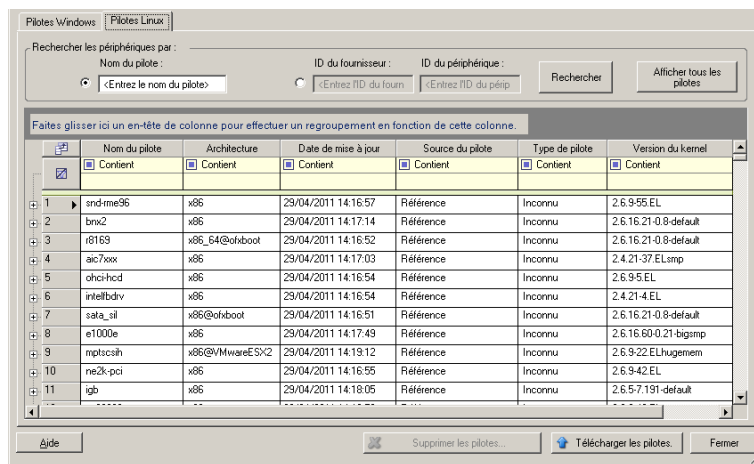 Pilotes Windows Pilotes Linux
Rechercher les périphériques par :
Nom du pilote : ID du fournisseur : ID du périphérique :
<Entrez le nom du pilote> <Entrez l'ID du fourn <Entrez l'ID du périp Rechercher Afficher tous les pilotes
Faites glisser ici un en-tête de colonne pour effectuer un regroupement en fonction de cette colonne.
Nom du pilote Architecture Date de mise à jour Source du pilote Type de pilote Version du kernel
Contient Contient Contient Contient Contient Contient
1 snd-rme96 x86 29/04/2011 14:16:57 Référence Inconnu 2.6.9-55.EL
2 bnx2 x86 29/04/2011 14:17:14 Référence Inconnu 2.6.16.21-0.8-default
3 r8169 x86_64@ofxboot 29/04/2011 14:16:52 Référence Inconnu 2.6.16.21-0.8-default
4 aic7xxx x86 29/04/2011 14:17:03 Référence Inconnu 2.4.21-37.ELsmp
5 ohci-hcd x86 29/04/2011 14:16:54 Référence Inconnu 2.6.9-5.EL
6 intelfbdrv x86 29/04/2011 14:16:54 Référence Inconnu 2.4.21-4.EL
7 sata_sil x86@ofxboot 29/04/2011 14:16:51 Référence Inconnu 2.6.16.21-0.8-default
8 e1000e x86 29/04/2011 14:17:49 Référence Inconnu 2.6.16.60-0.21-bigsmp
9 mptscsih x86@VMwareESX2 29/04/2011 14:19:12 Référence Inconnu 2.6.9-22.ELhugemem
10 ne2k-pci x86 29/04/2011 14:16:55 Référence Inconnu 2.6.9-42.EL
11 igb x86 29/04/2011 14:18:05 Référence Inconnu 2.6.5-7.191-default
Aide Supprimer les pilotes... Télécharger les pilotes. Fermer